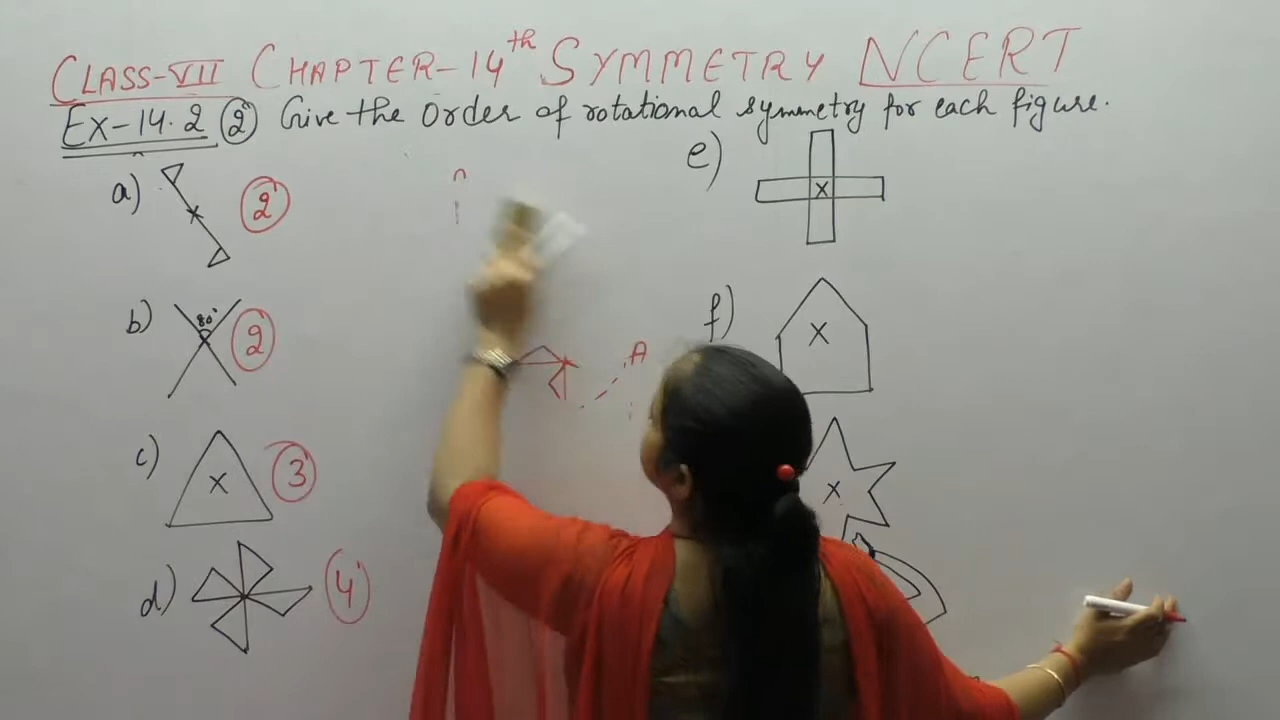 CLASS-VII CHAPTER-14th SYMMETRY NCERT
EX-14.2 (2) Give the Order of rotational symmetry for each figure.
a) 2
b) 80° 2
c) 3
d) 4
A
e)
f)